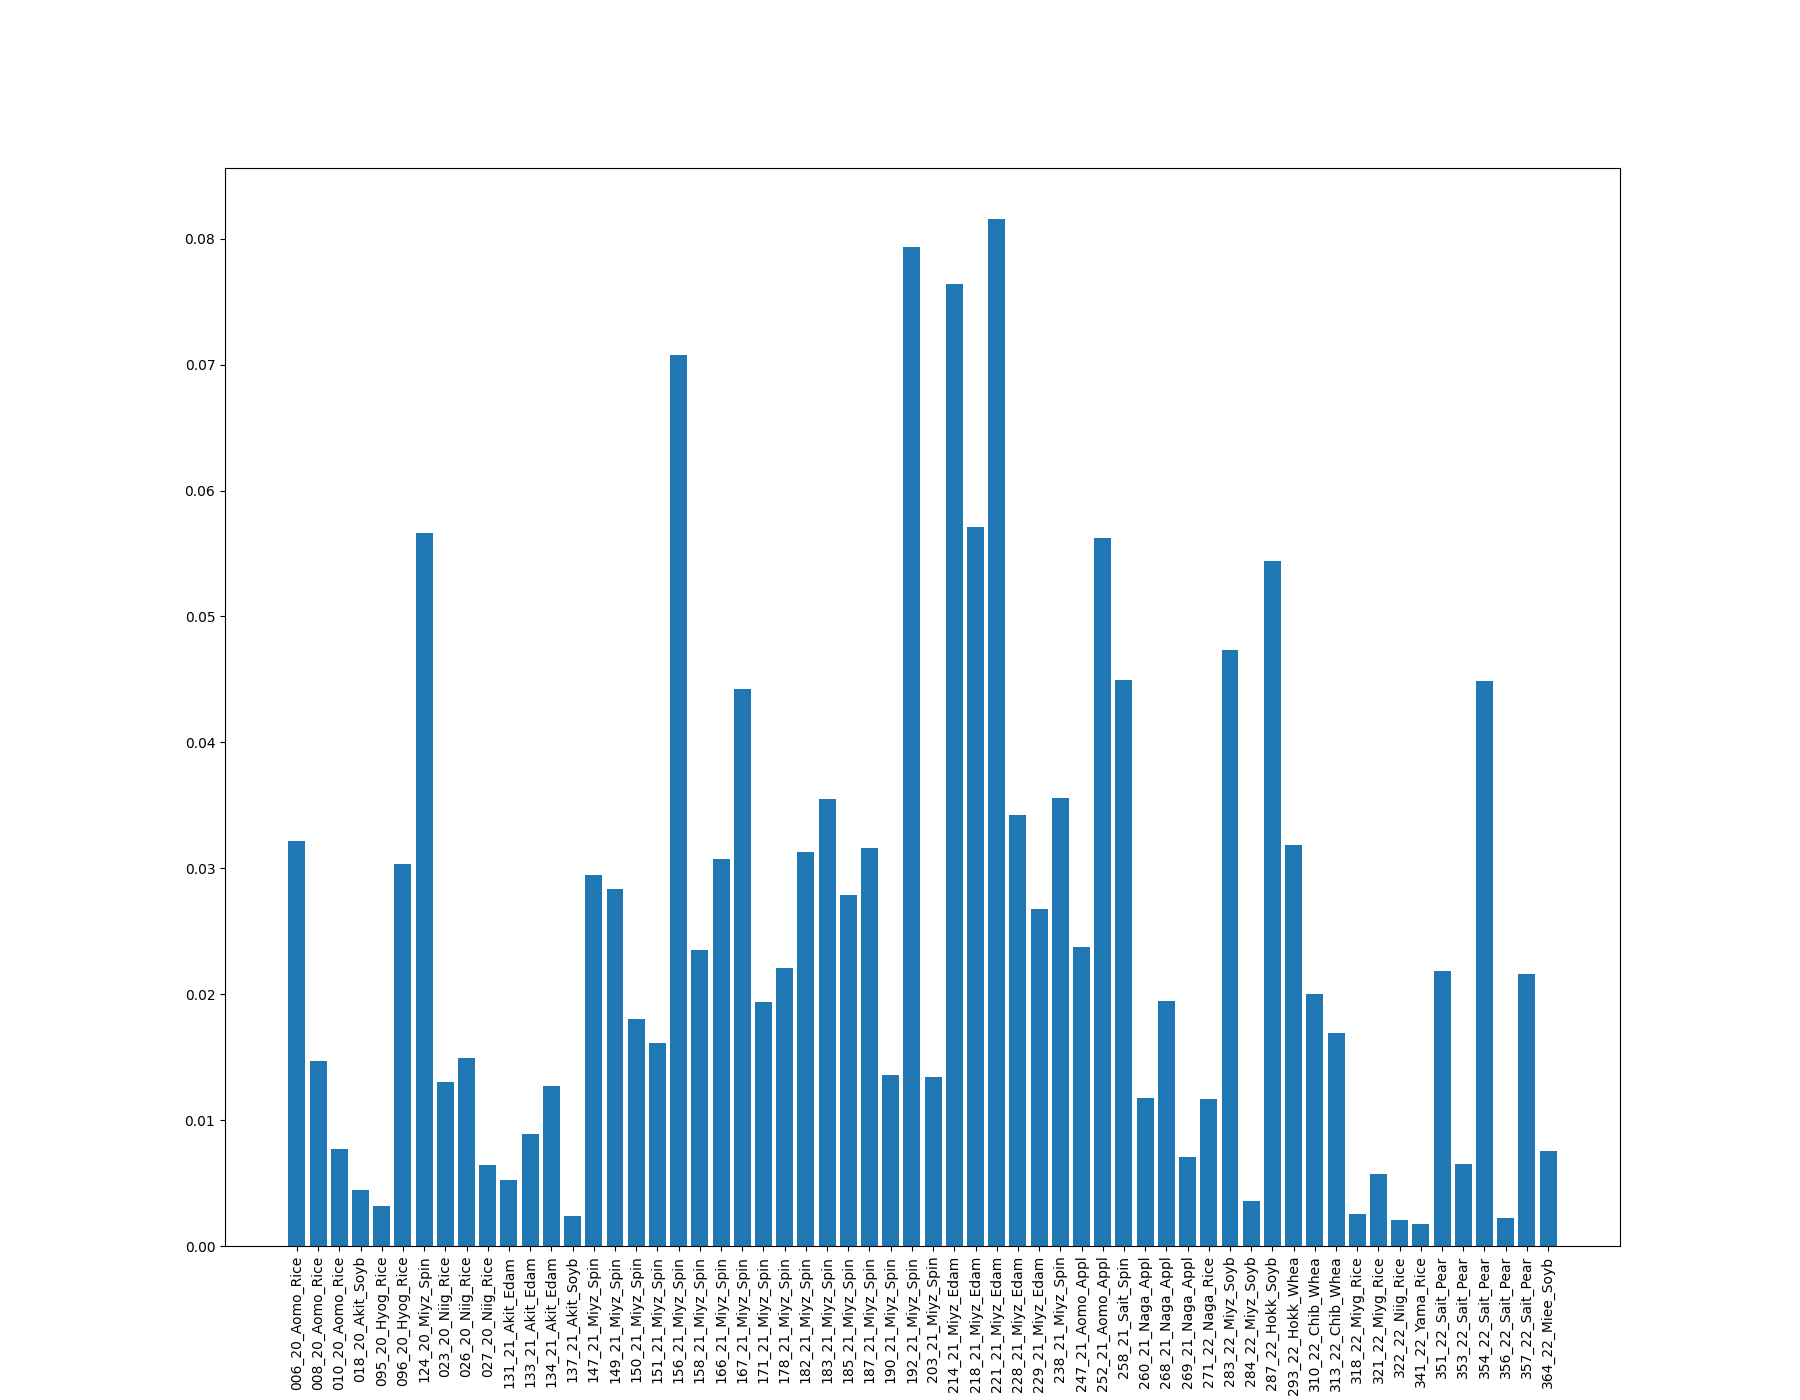 0.08
0.07
0.06
0.05
0.04
0.03
0.02
0.01
0.00
006_20_Aomo_Rice
008_20_Aomo_Rice
010_20_Aomo_Rice
018_20_Akit_Soyb
095_20_Hyog_Rice
096_20_Hyog_Rice
124_20_Miyz_Spin
023_20_Niig_Rice
026_20_Niig_Rice
027_20_Niig_Rice
131_21_Akit_Edam
133_21_Akit_Edam
134_21_Akit_Edam
137_21_Akit_Soyb
147_21_Miyz_Spin
149_21_Miyz_Spin
150_21_Miyz_Spin
151_21_Miyz_Spin
156_21_Miyz_Spin
158_21_Miyz_Spin
166_21_Miyz_Spin
167_21_Miyz_Spin
171_21_Miyz_Spin
178_21_Miyz_Spin
182_21_Miyz_Spin
183_21_Miyz_Spin
185_21_Miyz_Spin
187_21_Miyz_Spin
190_21_Miyz_Spin
192_21_Miyz_Spin
203_21_Miyz_Spin
214_21_Miyz_Edam
218_21_Miyz_Edam
221_21_Miyz_Edam
228_21_Miyz_Edam
229_21_Miyz_Edam
238_21_Miyz_Spin
247_21_Aomo_Appl
252_21_Aomo_Appl
258_21_Sait_Spin
260_21_Naga_Appl
268_21_Naga_Appl
269_21_Naga_Appl
271_22_Naga_Rice
283_22_Miyz_Soyb
284_22_Miyz_Soyb
287_22_Hokk_Soyb
293_22_Hokk_Whea
310_22_Chib_Whea
313_22_Chib_Whea
318_22_Miyg_Rice
321_22_Miyg_Rice
322_22_Niig_Rice
341_22_Yama_Rice
351_22_Sait_Pear
353_22_Sait_Pear
354_22_Sait_Pear
356_22_Sait_Pear
357_22_Sait_Pear
364_22_Miee_Soyb